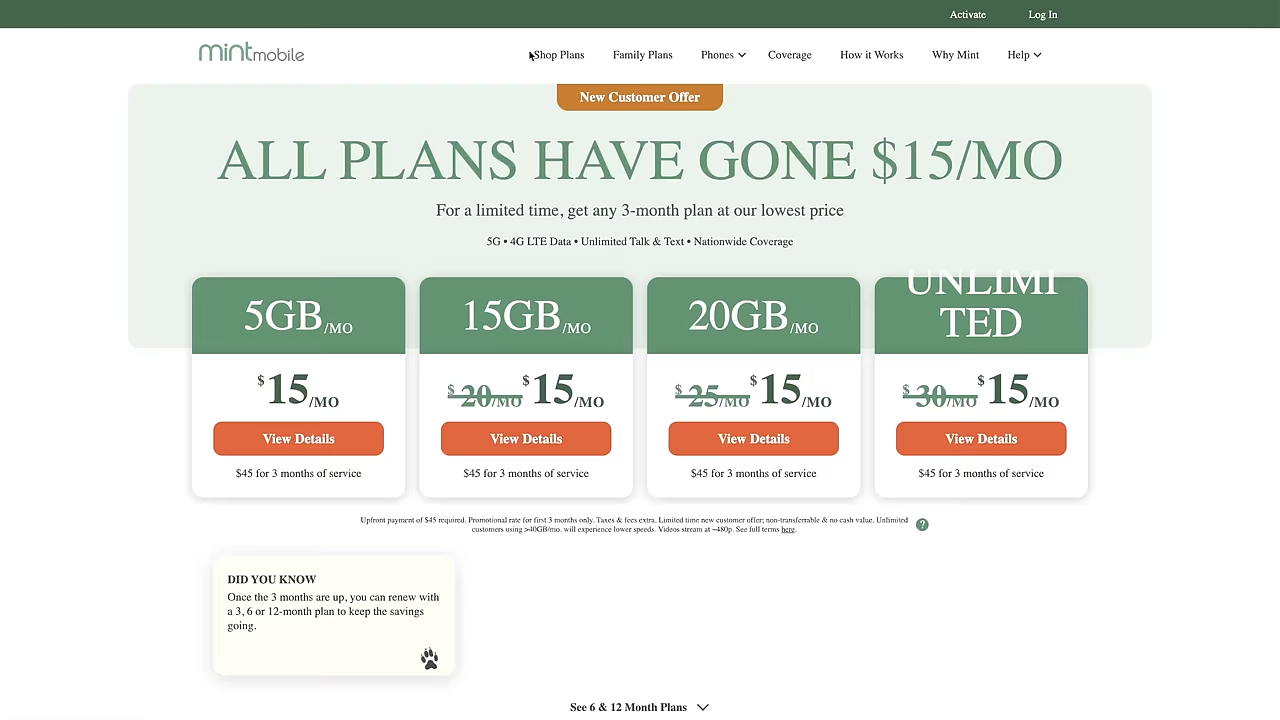 Activate Log In
mintmobile
Shop Plans Family Plans Phones Coverage How it Works Why Mint Help
New Customer Offer
ALL PLANS HAVE GONE $15/MO
For a limited time, get any 3-month plan at our lowest price
5G • 4G LTE Data • Unlimited Talk & Text • Nationwide Coverage
5GB/MO
$15/MO
View Details
$45 for 3 months of service
15GB/MO
$20/MO $15/MO
View Details
$45 for 3 months of service
20GB/MO
$25/MO $15/MO
View Details
$45 for 3 months of service
UNLIMI
TED
$30/MO $15/MO
View Details
$45 for 3 months of service
Upfront payment of $45 required. Promotional rate for first 3 months only. Taxes & fees extra. Limited time new customer offer; non-transferrable & no cash value. Unlimited
customers using >40GB/mo. will experience lower speeds. Videos stream at ~480p. See full terms here.
?
DID YOU KNOW
Once the 3 months are up, you can renew with
a 3, 6 or 12-month plan to keep the savings
going.
See 6 & 12 Month Plans